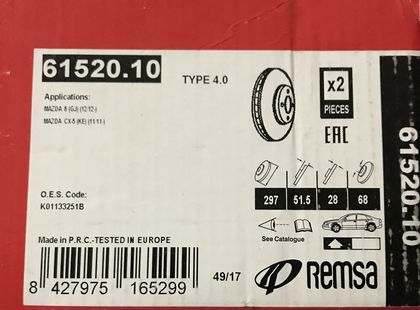 61520.10
TYPE 4.0
Applications:
MAZDA 6 (GJ) (12/12-)
MAZDA CX-5 (KE) (11/11-)
x2
PIECES
EAC
61520.10
O.E.S. Code:
K01133251B
297 51.5 28 68
See Catalogue
Made in P.R.C.-TESTED IN EUROPE
49/17
8 427975 165299
Remsa